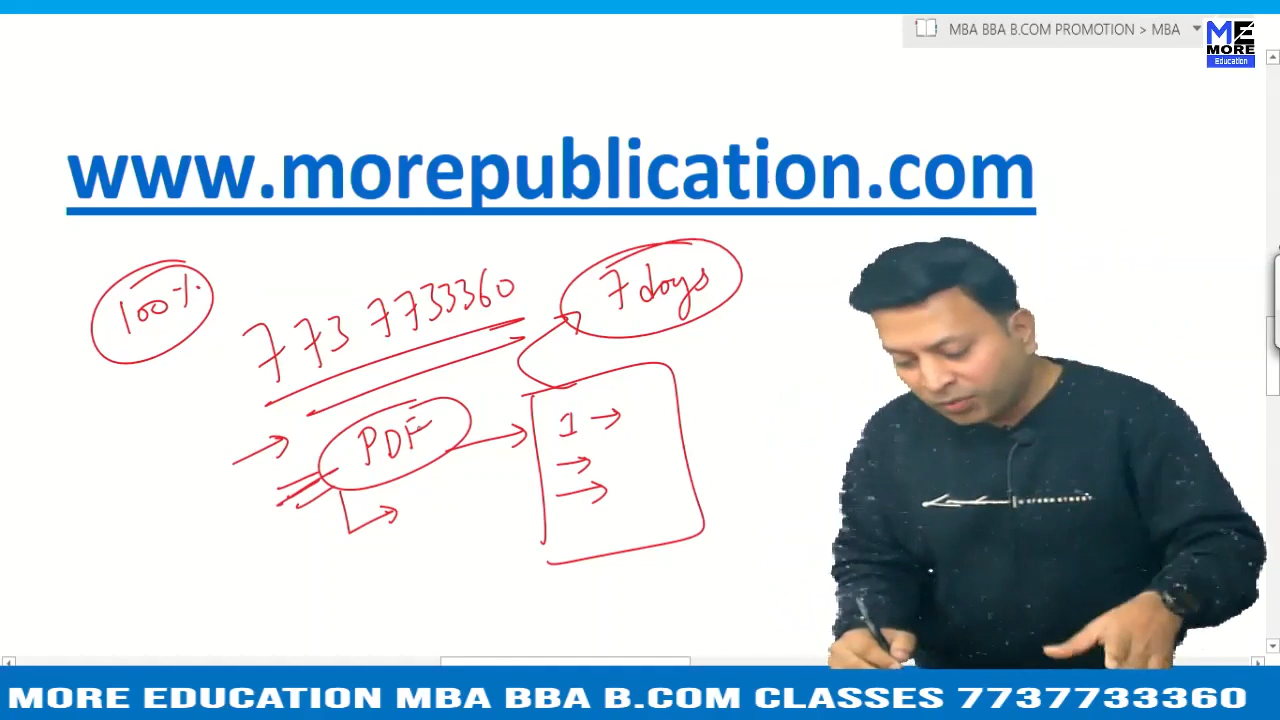 MBA BBA B.COM PROMOTION > MBA
ME
MORE
Education
www.morepublication.com
100%
773 7733360
7 days
PDF
1 →
MORE EDUCATION MBA BBA B.COM CLASSES 7737733360